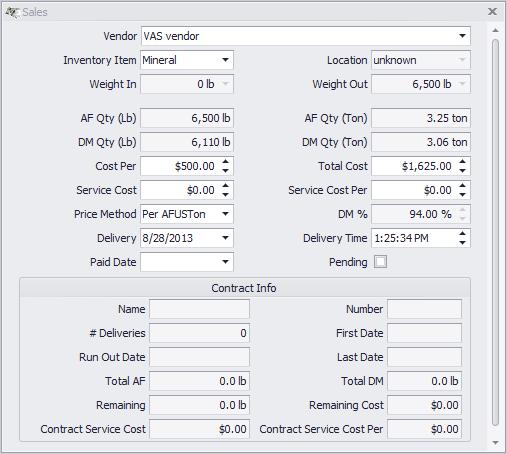 Sales
Vendor VAS vendor
Inventory Item Mineral Location unknown
Weight In 0 lb Weight Out 6,500 lb
AF Qty (Lb) 6,500 lb AF Qty (Ton) 3.25 ton
DM Qty (Lb) 6,110 lb DM Qty (Ton) 3.06 ton
Cost Per $500.00 Total Cost $1,625.00
Service Cost $0.00 Service Cost Per $0.00
Price Method Per AFUSTon DM % 94.00 %
Delivery 8/28/2013 Delivery Time 1:25:34 PM
Paid Date Pending
Contract Info
Name Number
# Deliveries 0 First Date
Run Out Date Last Date
Total AF 0.0 lb Total DM 0.0 lb
Remaining 0.0 lb Remaining Cost $0.00
Contract Service Cost $0.00 Contract Service Cost Per $0.00